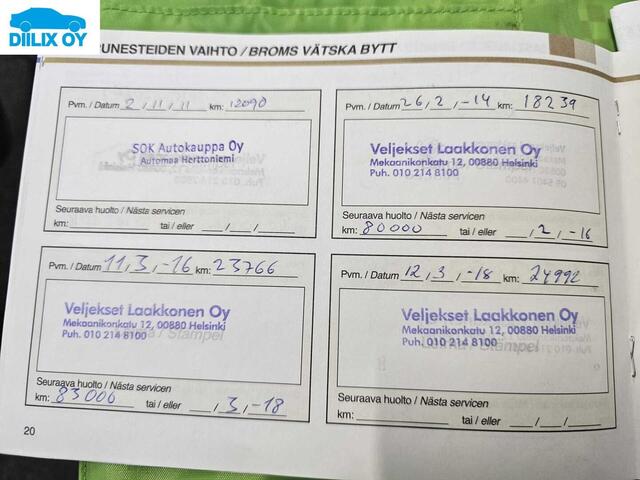 DIILIX OY
RUNESTEIDEN VAIHTO / BROMS VÄTSKA BYTT
Pvm. / Datum 2, 11, 11 km: 12090
SOK Autokauppa Oy
Automaa Herttoniemi
Seuraava huolto / Nästa servicen
km: tai / eller / /
Pvm. / Datum 26, 2, -14 km: 18239
Veljekset Laakkonen Oy
Mekaanikonkatu 12, 00880 Helsinki
Puh. 010 214 8100
Seuraava huolto / Nästa servicen
km: 80000 tai / eller / 2, -16
Pvm. / Datum 11, 3, -16 km: 23766
Veljekset Laakkonen Oy
Mekaanikonkatu 12, 00880 Helsinki
Puh. 010 214 8100
Stämpel
Seuraava huolto / Nästa servicen
km: 83000 tai / eller / 3, -18
Pvm. / Datum 12, 3, -18 km: 24992
Veljekset Laakkonen Oy
Mekaanikonkatu 12, 00880 Helsinki
Puh. 010 214 8100
Stämpel
Seuraava huolto / Nästa servicen
km: tai / eller / /
20